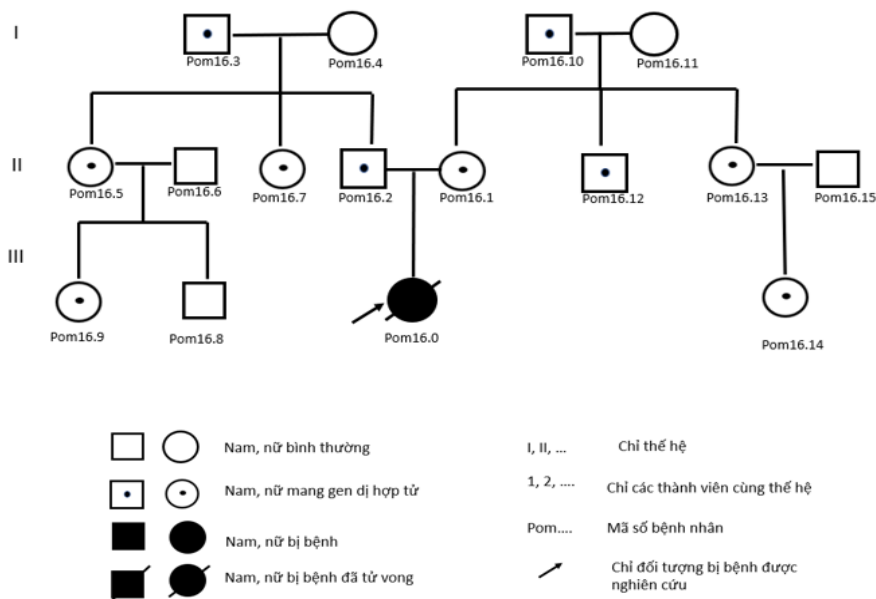 I
Pom16.3
Pom16.4
Pom16.10
Pom16.11
II
Pom16.5
Pom16.6
Pom16.7
Pom16.2
Pom16.1
Pom16.12
Pom16.13
Pom16.15
III
Pom16.9
Pom16.8
Pom16.0
Pom16.14
Nam, nữ bình thường
Nam, nữ mang gen dị hợp tử
Nam, nữ bị bệnh
Nam, nữ bị bệnh đã tử vong
I, II, ... Chỉ thế hệ
1, 2, .... Chỉ các thành viên cùng thế hệ
Pom.... Mã số bệnh nhân
Chỉ đối tượng bị bệnh được
nghiên cứu